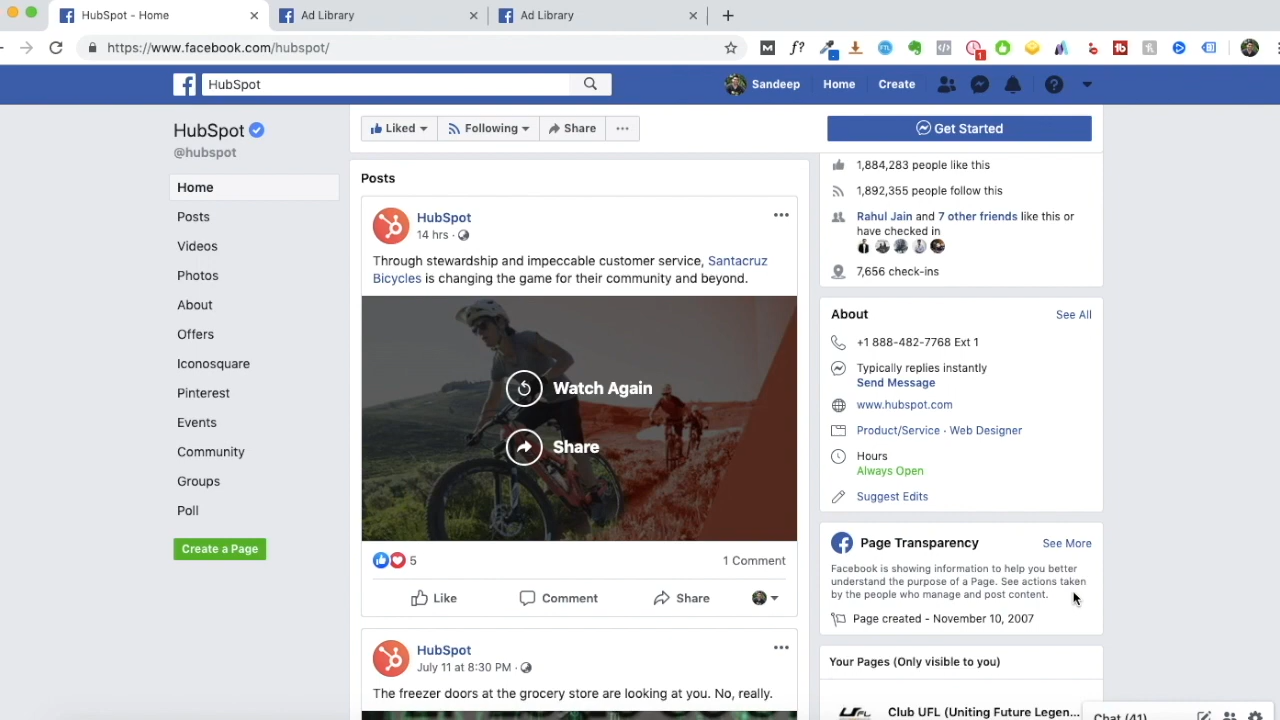 HubSpot - Home
Ad Library
Ad Library
https://www.facebook.com/hubspot/
HubSpot
Sandeep
Home
Create
HubSpot
@hubspot
Home
Posts
Videos
Photos
About
Offers
Iconosquare
Pinterest
Events
Community
Groups
Poll
Create a Page
Liked
Following
Share
Get Started
Posts
HubSpot
14 hrs ·
Through stewardship and impeccable customer service, Santacruz
Bicycles is changing the game for their community and beyond.
Watch Again
Share
5
1 Comment
Like
Comment
Share
HubSpot
July 11 at 8:30 PM ·
The freezer doors at the grocery store are looking at you. No, really.
1,884,283 people like this
1,892,355 people follow this
Rahul Jain and 7 other friends like this or
have checked in
7,656 check-ins
About
See All
+1 888-482-7768 Ext 1
Typically replies instantly
Send Message
www.hubspot.com
Product/Service · Web Designer
Hours
Always Open
Suggest Edits
Page Transparency
See More
Facebook is showing information to help you better
understand the purpose of a Page. See actions taken
by the people who manage and post content.
Page created - November 10, 2007
Your Pages (Only visible to you)
Club UFL (Uniting Future Legen...
Chat (41)